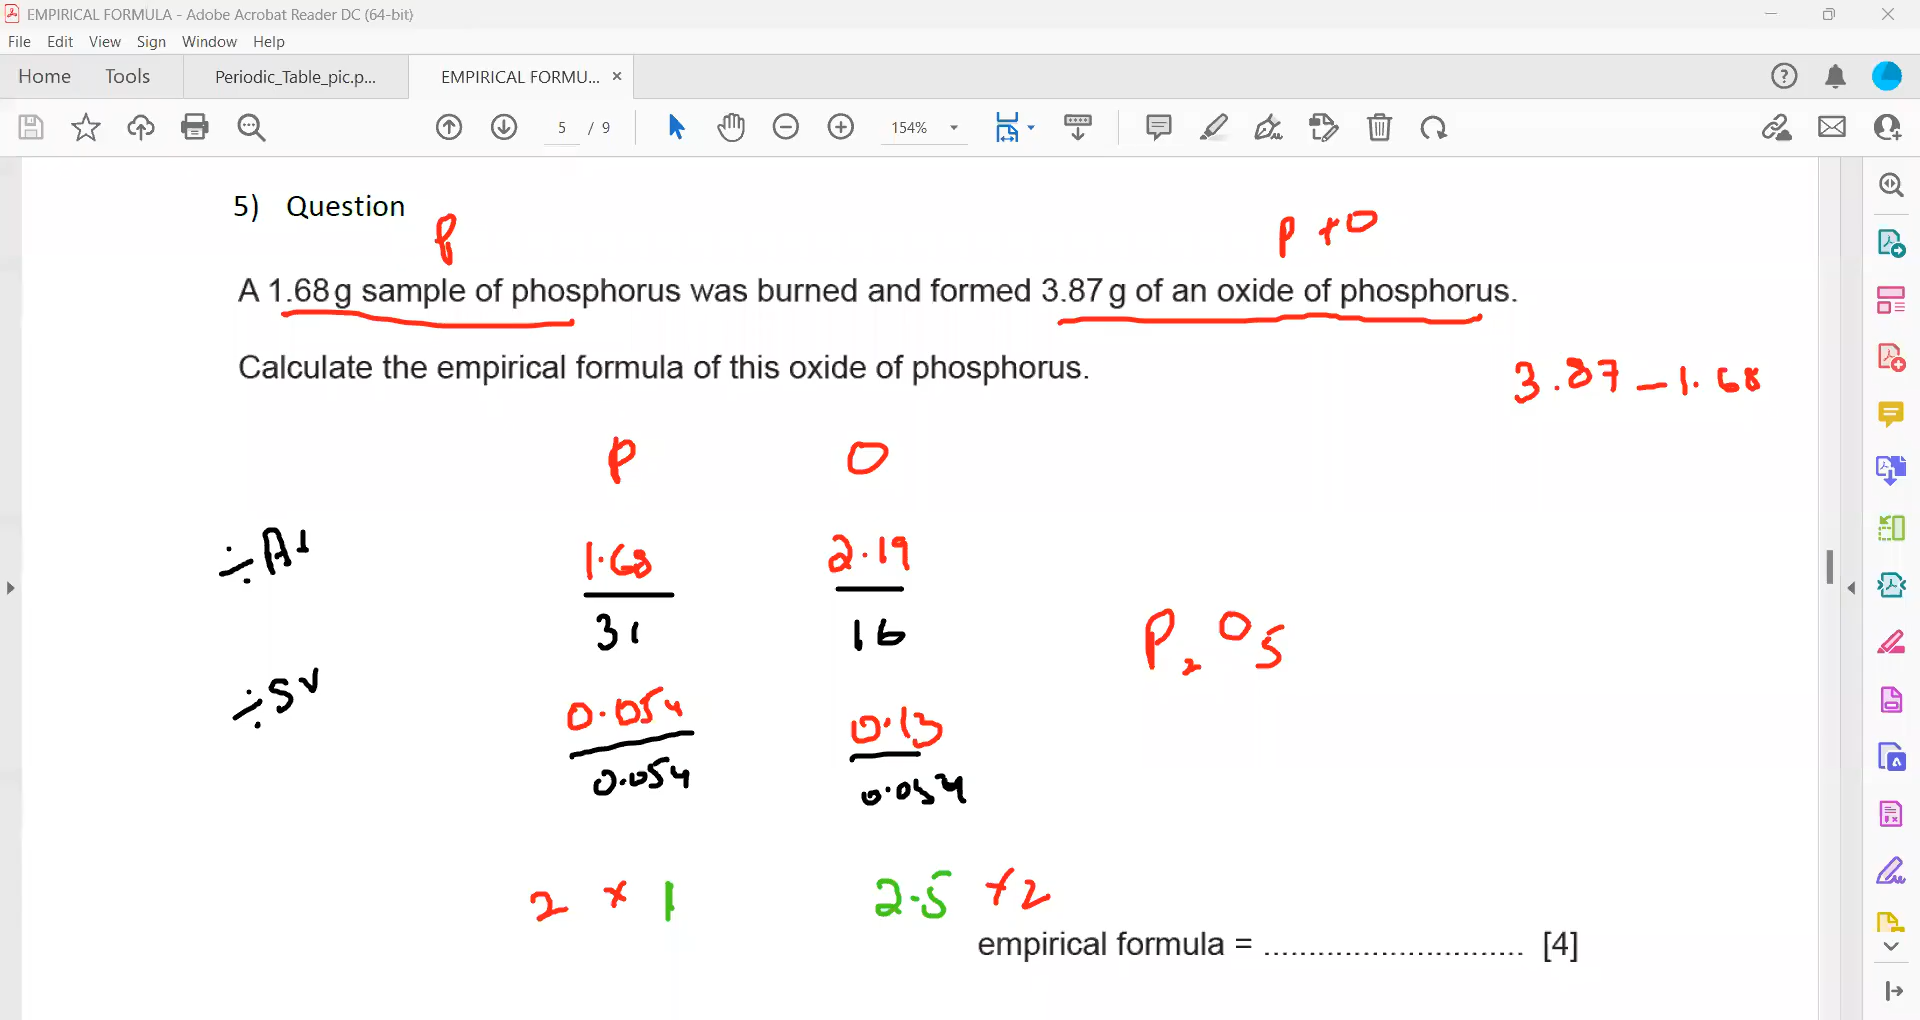 EMPIRICAL FORMULA - Adobe Acrobat Reader DC (64-bit)
File Edit View Sign Window Help
Home Tools Periodic_Table_pic.p... EMPIRICAL FORMU... ×
5 / 9 154%
5) Question
P P + O
A 1.68 g sample of phosphorus was burned and formed 3.87 g of an oxide of phosphorus.
Calculate the empirical formula of this oxide of phosphorus.
3.87 - 1.68
P O
÷ 1.68 2.19
31 16
P2O5
÷ SV 0.054 0.13
0.054 0.054
2 × 1 2.5 × 2
empirical formula = ............................ [4]